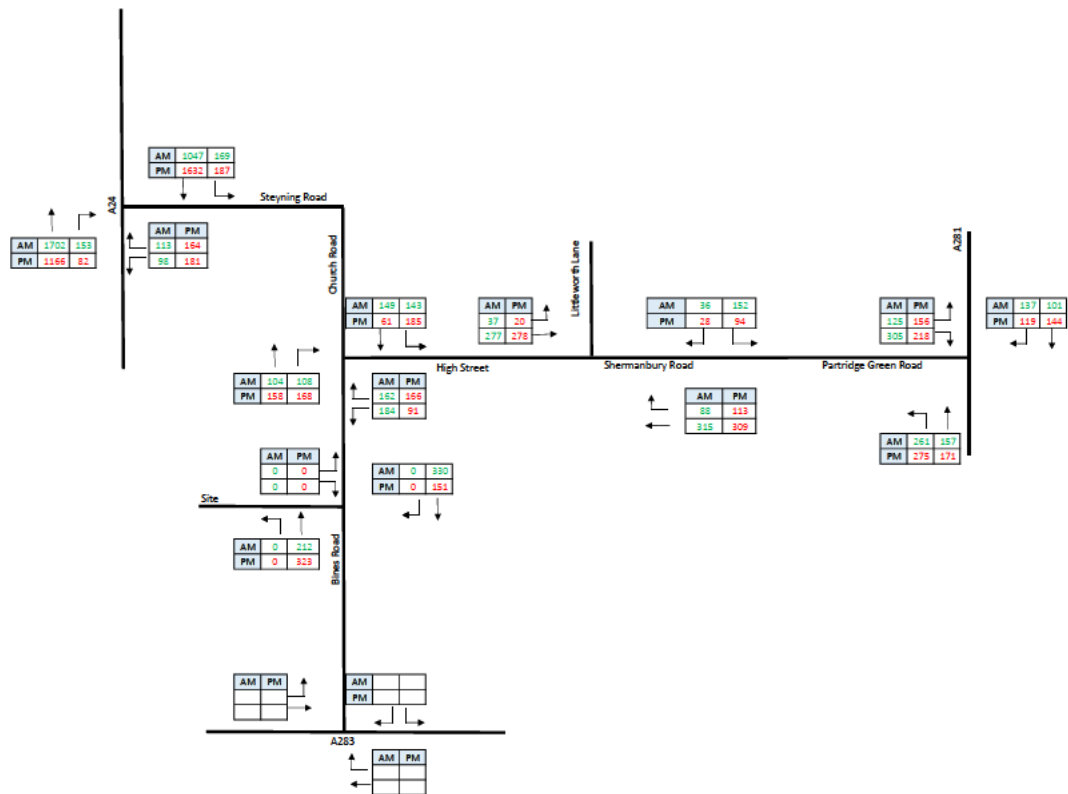 AM 1047 169
PM 1632 187
Steyning Road
A24
AM 1702 153
PM 1166 82
AM PM
113 164
98 181
Church Road
Littleworth Lane
A281
AM 149 143
PM 61 185
AM PM
37 20
277 278
AM 36 152
PM 28 94
AM PM
125 156
305 218
AM 137 101
PM 119 144
High Street
Shermanbury Road
Partridge Green Road
AM 104 108
PM 158 168
AM PM
162 166
184 91
AM PM
88 113
315 309
AM 261 157
PM 275 171
AM PM
0 0
0 0
AM 0 330
PM 0 151
Site
AM 0 212
PM 0 323
Blines Road
AM PM
AM
PM
A283
AM PM